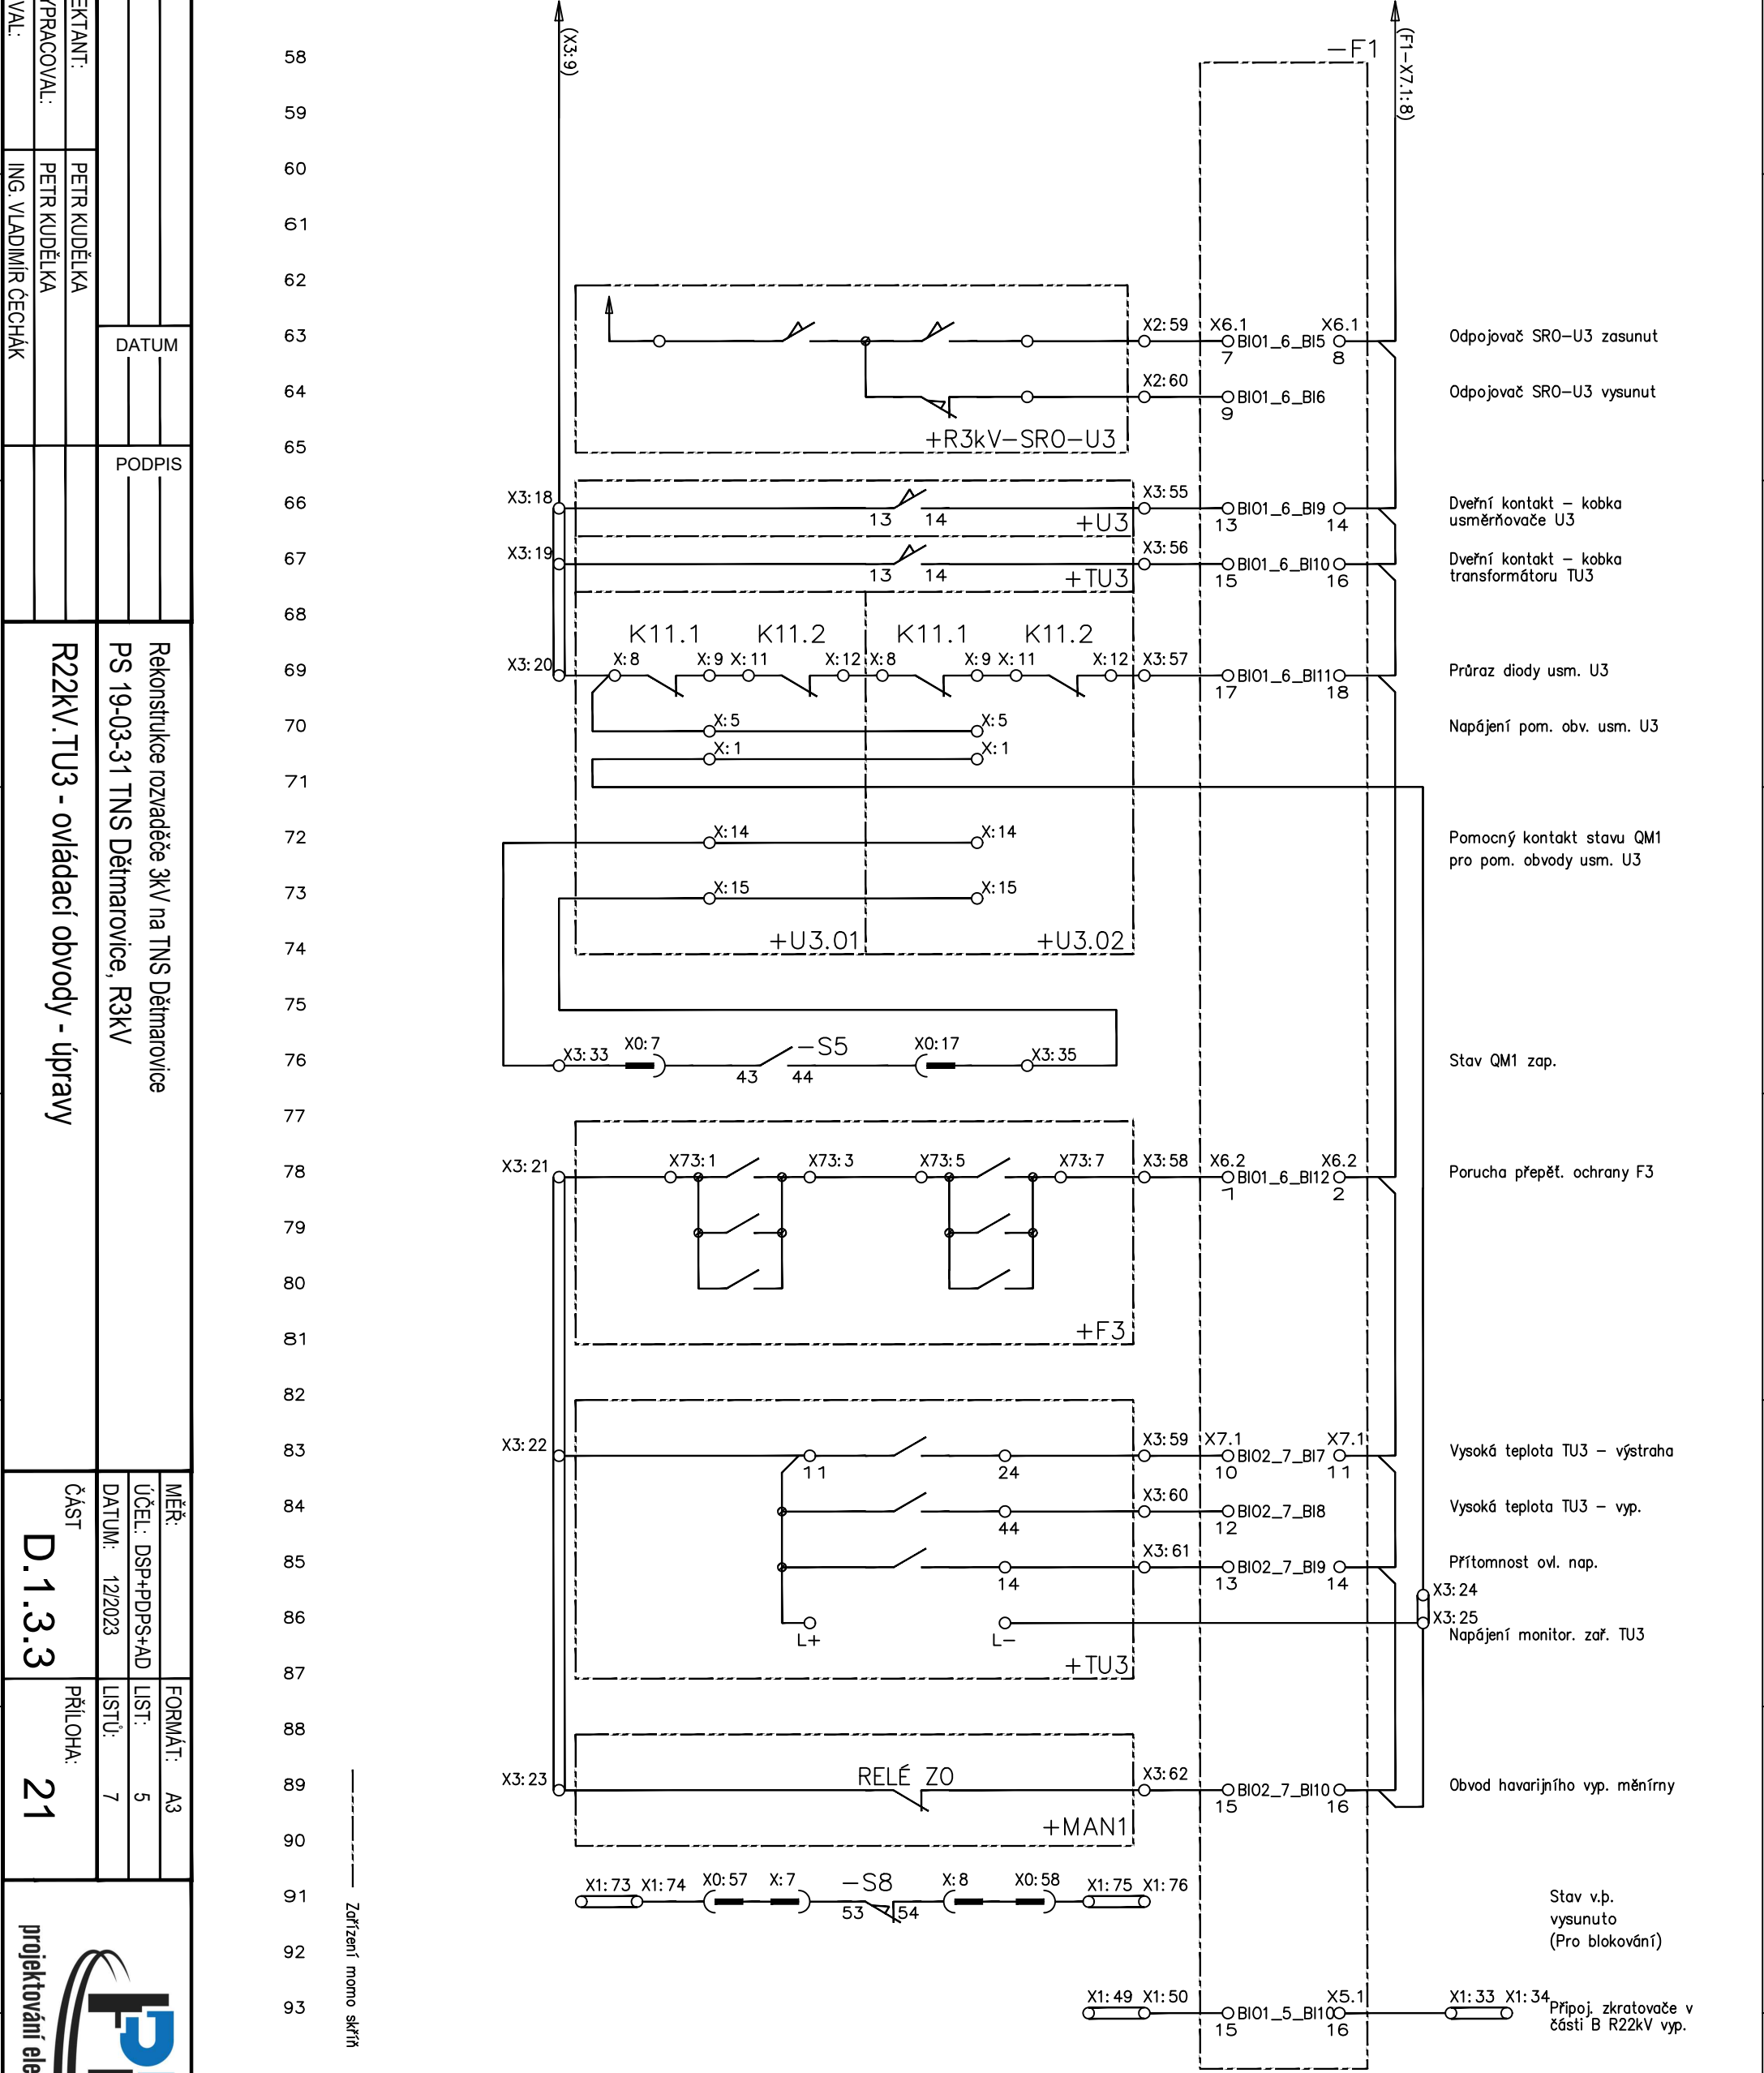 58
59
60
61
62
63
64
65
66
67
68
69
70
71
72
73
74
75
76
77
78
79
80
81
82
83
84
85
86
87
88
89
90
91
92
93
(X3:9)
(F1-X7.1:8)
-F1
X2:59 X6.1 BI01_6_BI5 X6.1
7 8
Odpojovač SRO-U3 zasunut
X2:60 BI01_6_BI6
9
Odpojovač SRO-U3 vysunut
+R3kV-SRO-U3
X3:18 13 14 +U3 X3:55 BI01_6_BI9
13 14
Dveřní kontakt - kobka
usměrňovače U3
X3:19 13 14 +TU3 X3:56 BI01_6_BI10
15 16
Dveřní kontakt - kobka
transformátoru TU3
K11.1 K11.2 K11.1 K11.2
X3:20 X:8 X:9 X:11 X:12 X:8 X:9 X:11 X:12 X3:57 BI01_6_BI11
17 18
Průraz diody usm. U3
X:5 X:5
Napájení pom. obv. usm. U3
X:1 X:1
X:14 X:14
Pomocný kontakt stavu QM1
pro pom. obvody usm. U3
X:15 X:15
+U3.01 +U3.02
X3:33 X0:7 -S5 X0:17 X3:35
43 44
Stav QM1 zap.
X3:21 X73:1 X73:3 X73:5 X73:7 X3:58 X6.2 BI01_6_BI12 X6.2
1 2
Porucha přepěť. ochrany F3
+F3
X3:22 11 24 X3:59 X7.1 BI02_7_BI7 X7.1
10 11
Vysoká teplota TU3 - výstraha
44 X3:60 BI02_7_BI8
12
Vysoká teplota TU3 - vyp.
14 X3:61 BI02_7_BI9
13 14
Přítomnost ovl. nap.
X3:24
X3:25
L+ L-
Napájení monitor. zař. TU3
+TU3
X3:23 RELÉ ZO X3:62 BI02_7_BI10
15 16
Obvod havarijního vyp. měnírny
+MAN1
X1:73 X1:74 X0:57 X:7 -S8 X:8 X0:58 X1:75 X1:76
53 54
Stav v.p.
vysunuto
(Pro blokování)
X1:49 X1:50 BI01_5_BI10 X5.1 X1:33 X1:34
15 16
Připoj. zkratovače v
části B R22kV vyp.
Zařízení momo skříň
EKTANT:
PETR KUDĚLKA
YPRACOVAL:
PETR KUDĚLKA
VAL:
ING. VLADIMÍR ČECHÁK
DATUM
PODPIS
Rekonstrukce rozvaděče 3kV na TNS Dětmarovice
PS 19-03-31 TNS Dětmarovice, R3kV
R22kV.TU3 - ovládací obvody - úpravy
MĚŘ:
FORMÁT: A3
ÚČEL: DSP+PDPS+AD
LIST: 5
DATUM: 12/2023
LISTŮ: 7
ČÁST
D.1.3.3
PŘÍLOHA:
21
projektování ele